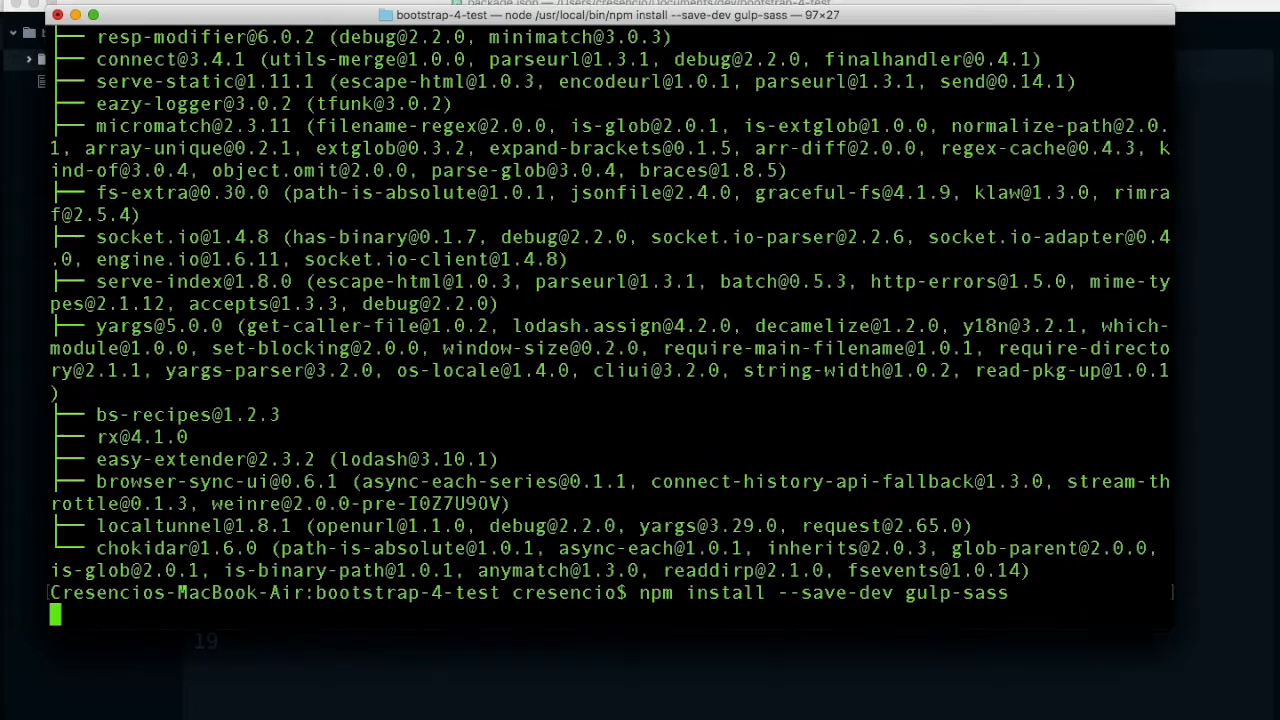 package.json — /Users/cresencio/Documents/dev/bootstrap-4-test
bootstrap-4-test — node /usr/local/bin/npm install --save-dev gulp-sass — 97×27
├── resp-modifier@6.0.2 (debug@2.2.0, minimatch@3.0.3)
├── connect@3.4.1 (utils-merge@1.0.0, parseurl@1.3.1, debug@2.2.0, finalhandler@0.4.1)
├── serve-static@1.11.1 (escape-html@1.0.3, encodeurl@1.0.1, parseurl@1.3.1, send@0.14.1)
├── eazy-logger@3.0.2 (tfunk@3.0.2)
├── micromatch@2.3.11 (filename-regex@2.0.0, is-glob@2.0.1, is-extglob@1.0.0, normalize-path@2.0.
1, array-unique@0.2.1, extglob@0.3.2, expand-brackets@0.1.5, arr-diff@2.0.0, regex-cache@0.4.3, k
ind-of@3.0.4, object.omit@2.0.0, parse-glob@3.0.4, braces@1.8.5)
├── fs-extra@0.30.0 (path-is-absolute@1.0.1, jsonfile@2.4.0, graceful-fs@4.1.9, klaw@1.3.0, rimra
f@2.5.4)
├── socket.io@1.4.8 (has-binary@0.1.7, debug@2.2.0, socket.io-parser@2.2.6, socket.io-adapter@0.4
.0, engine.io@1.6.11, socket.io-client@1.4.8)
├── serve-index@1.8.0 (escape-html@1.0.3, parseurl@1.3.1, batch@0.5.3, http-errors@1.5.0, mime-ty
pes@2.1.12, accepts@1.3.3, debug@2.2.0)
├── yargs@5.0.0 (get-caller-file@1.0.2, lodash.assign@4.2.0, decamelize@1.2.0, y18n@3.2.1, which-
module@1.0.0, set-blocking@2.0.0, window-size@0.2.0, require-main-filename@1.0.1, require-directo
ry@2.1.1, yargs-parser@3.2.0, os-locale@1.4.0, cliui@3.2.0, string-width@1.0.2, read-pkg-up@1.0.1
)
├── bs-recipes@1.2.3
├── rx@4.1.0
├── easy-extender@2.3.2 (lodash@3.10.1)
├── browser-sync-ui@0.6.1 (async-each-series@0.1.1, connect-history-api-fallback@1.3.0, stream-th
rottle@0.1.3, weinre@2.0.0-pre-I0Z7U9OV)
├── localtunnel@1.8.1 (openurl@1.1.0, debug@2.2.0, yargs@3.29.0, request@2.65.0)
└── chokidar@1.6.0 (path-is-absolute@1.0.1, async-each@1.0.1, inherits@2.0.3, glob-parent@2.0.0,
is-glob@2.0.1, is-binary-path@1.0.1, anymatch@1.3.0, readdirp@2.1.0, fsevents@1.0.14)
[Cresencios-MacBook-Air:bootstrap-4-test cresencio$ npm install --save-dev gulp-sass ]
19